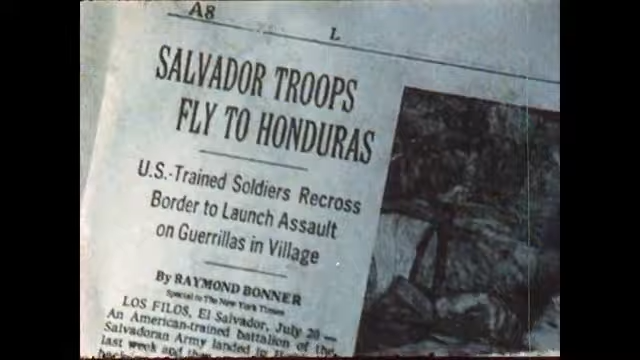 A8
L
SALVADOR TROOPS
FLY TO HONDURAS
U.S.-Trained Soldiers Recross
Border to Launch Assault
on Guerrillas in Village
By RAYMOND BONNER
Special to The New York Times
LOS FILOS, El Salvador, July 20 —
An American-trained battalion of the
Salvadoran Army landed in
last week and